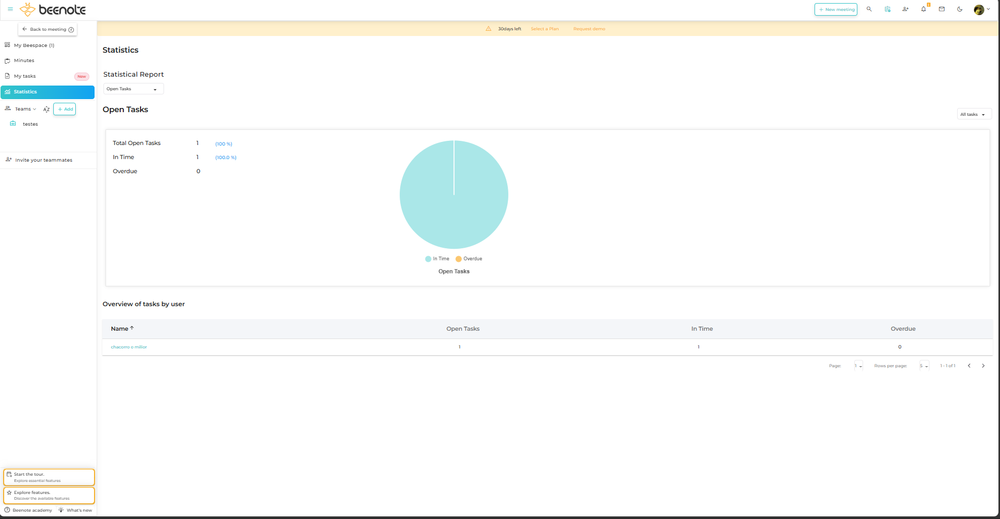 beenote
+ New meeting
1
← Back to meeting
30days left Select a Plan Request demo
My Beespace (1)
Minutes
My tasks New
Statistics
Teams AZ + Add
testes
Invite your teammates
Statistics
Statistical Report
Open Tasks
Open Tasks
All tasks
Total Open Tasks 1 (100 %)
In Time 1 (100.0 %)
Overdue 0
In Time Overdue
Open Tasks
Overview of tasks by user
Name ↑ Open Tasks In Time Overdue
chacorro o milior 1 1 0
Page: 1 Rows per page: 5 1 - 1 of 1
Start the tour.
Explore essential features
Explore features.
Discover the available features
Beenote academy What's new